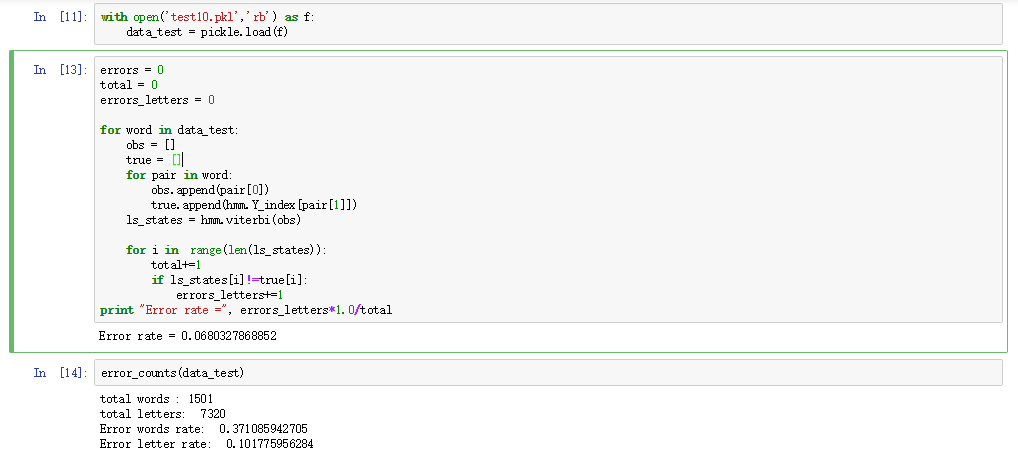 In [11]: with open('test10.pkl','rb') as f:
data_test = pickle.load(f)
In [13]: errors = 0
total = 0
errors_letters = 0
for word in data_test:
obs = []
true = []
for pair in word:
obs.append(pair[0])
true.append(hmm.Y_index[pair[1]])
ls_states = hmm.viterbi(obs)
for i in  range(len(ls_states)):
total+=1
if ls_states[i]!=true[i]:
errors_letters+=1
print "Error rate =", errors_letters*1.0/total
Error rate = 0.0680327868852
In [14]: error_counts(data_test)
total words : 1501
total letters:  7320
Error words rate:  0.371085942705
Error letter rate:  0.101775956284